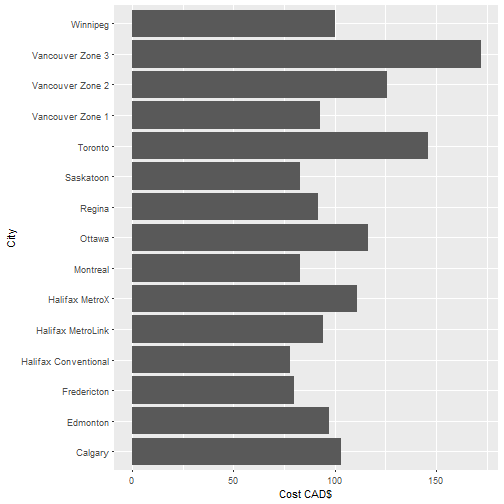 Winnipeg
Vancouver Zone 3
Vancouver Zone 2
Vancouver Zone 1
Toronto
Saskatoon
Regina
Ottawa
Montreal
Halifax MetroX
Halifax MetroLink
Halifax Conventional
Fredericton
Edmonton
Calgary
City
0 50 100 150
Cost CAD$